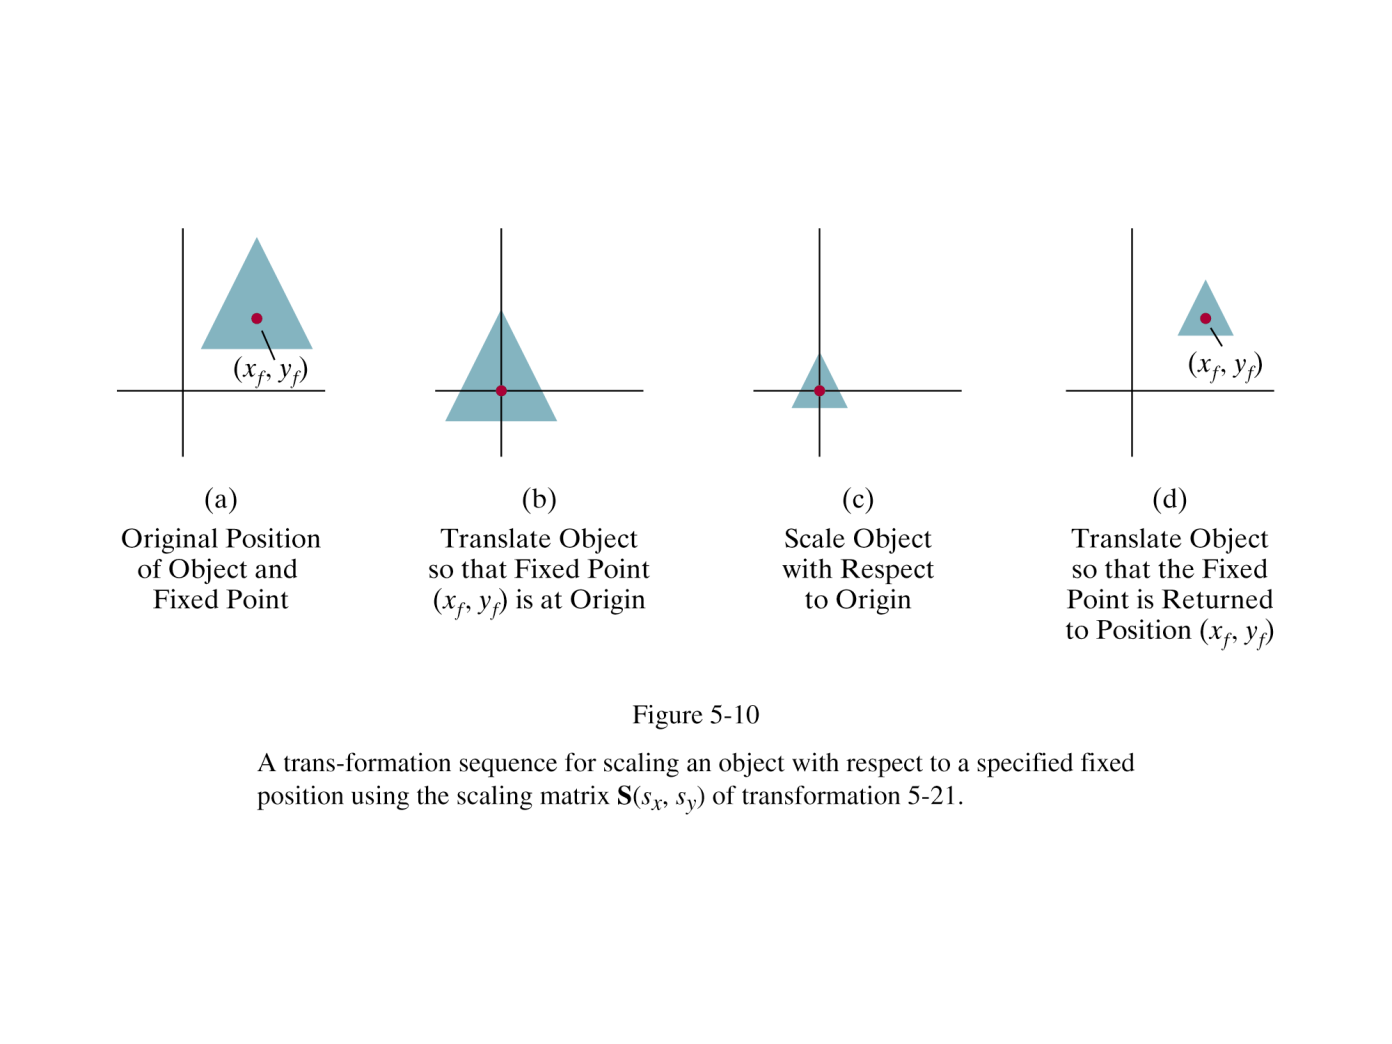 (xf, yf)
(xf, yf)
(a)
Original Position
of Object and
Fixed Point
(b)
Translate Object
so that Fixed Point
(xf, yf) is at Origin
(c)
Scale Object
with Respect
to Origin
(d)
Translate Object
so that the Fixed
Point is Returned
to Position (xf, yf)
Figure 5-10
A trans-formation sequence for scaling an object with respect to a specified fixed
position using the scaling matrix S(sx, sy) of transformation 5-21.